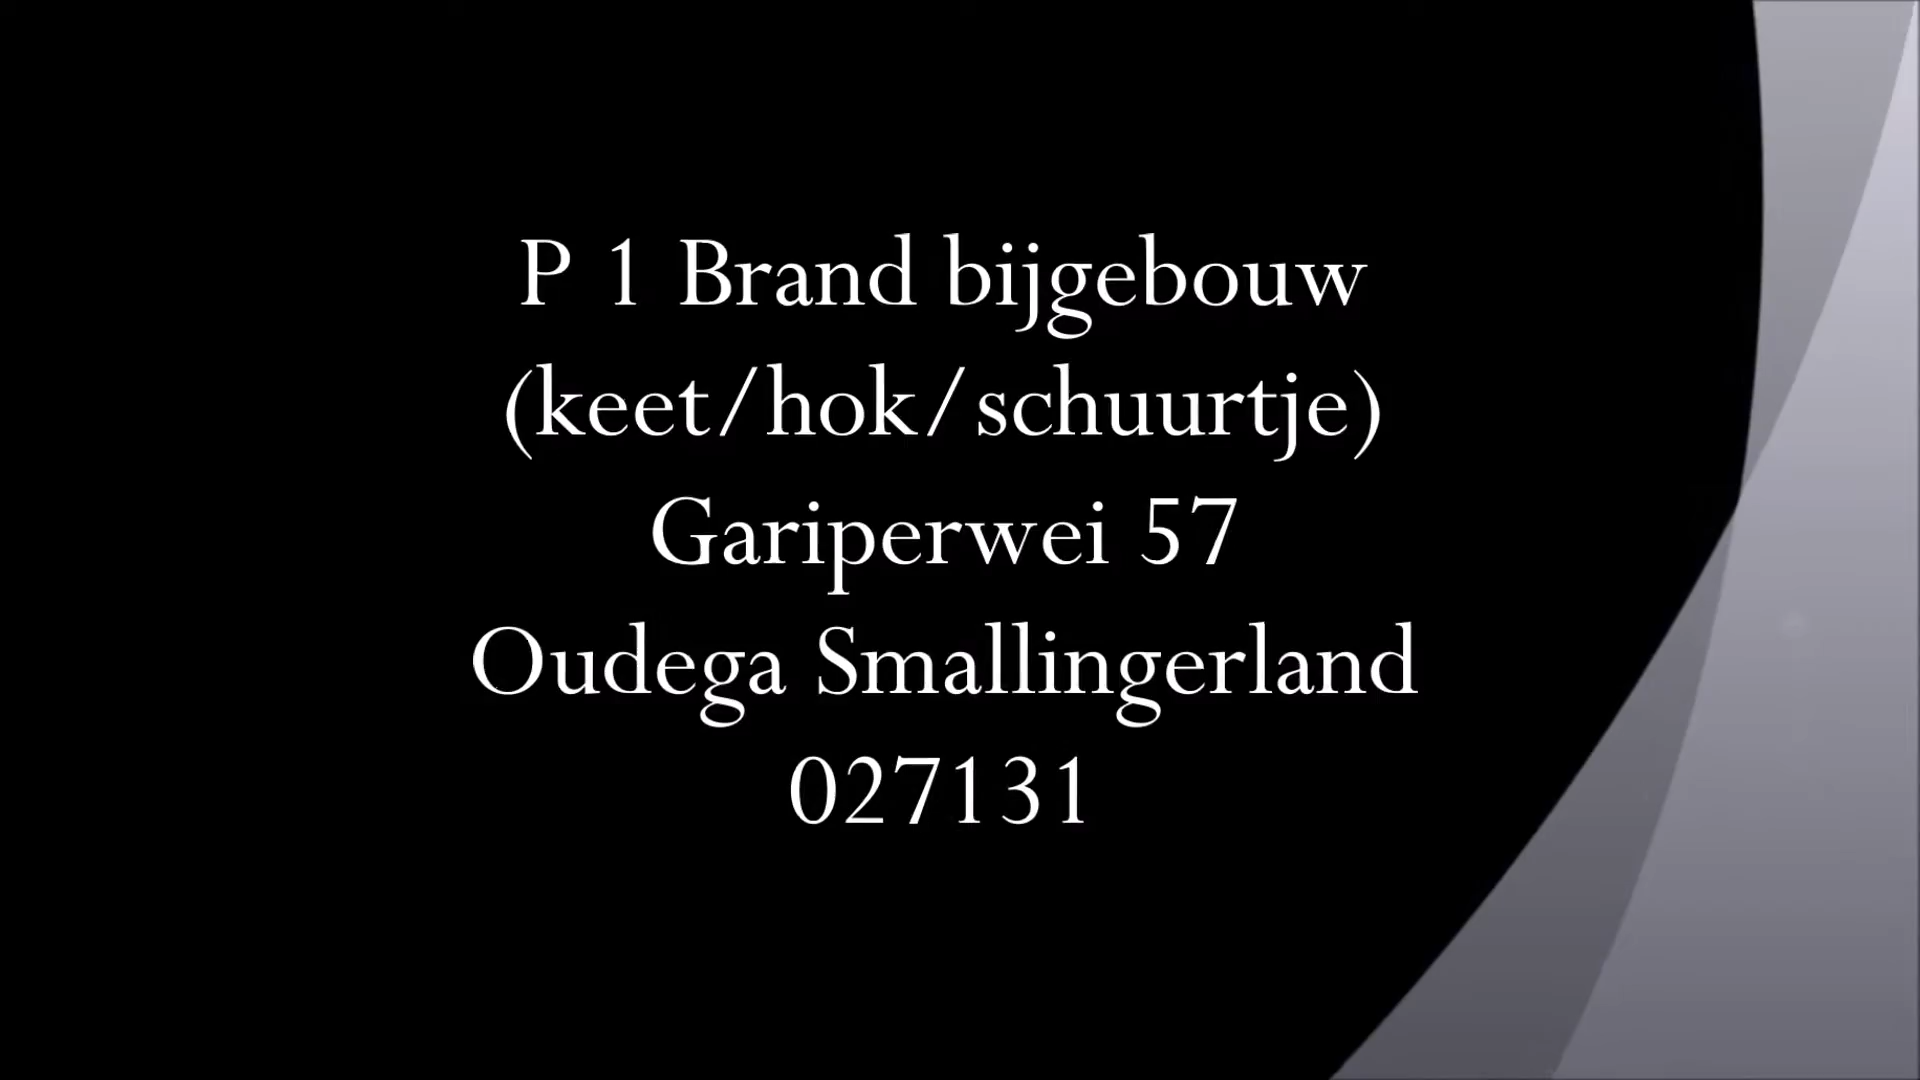 P 1 Brand bijgebouw
(keet/hok/schuurtje)
Gariperwei 57
Oudega Smallingerland
027131